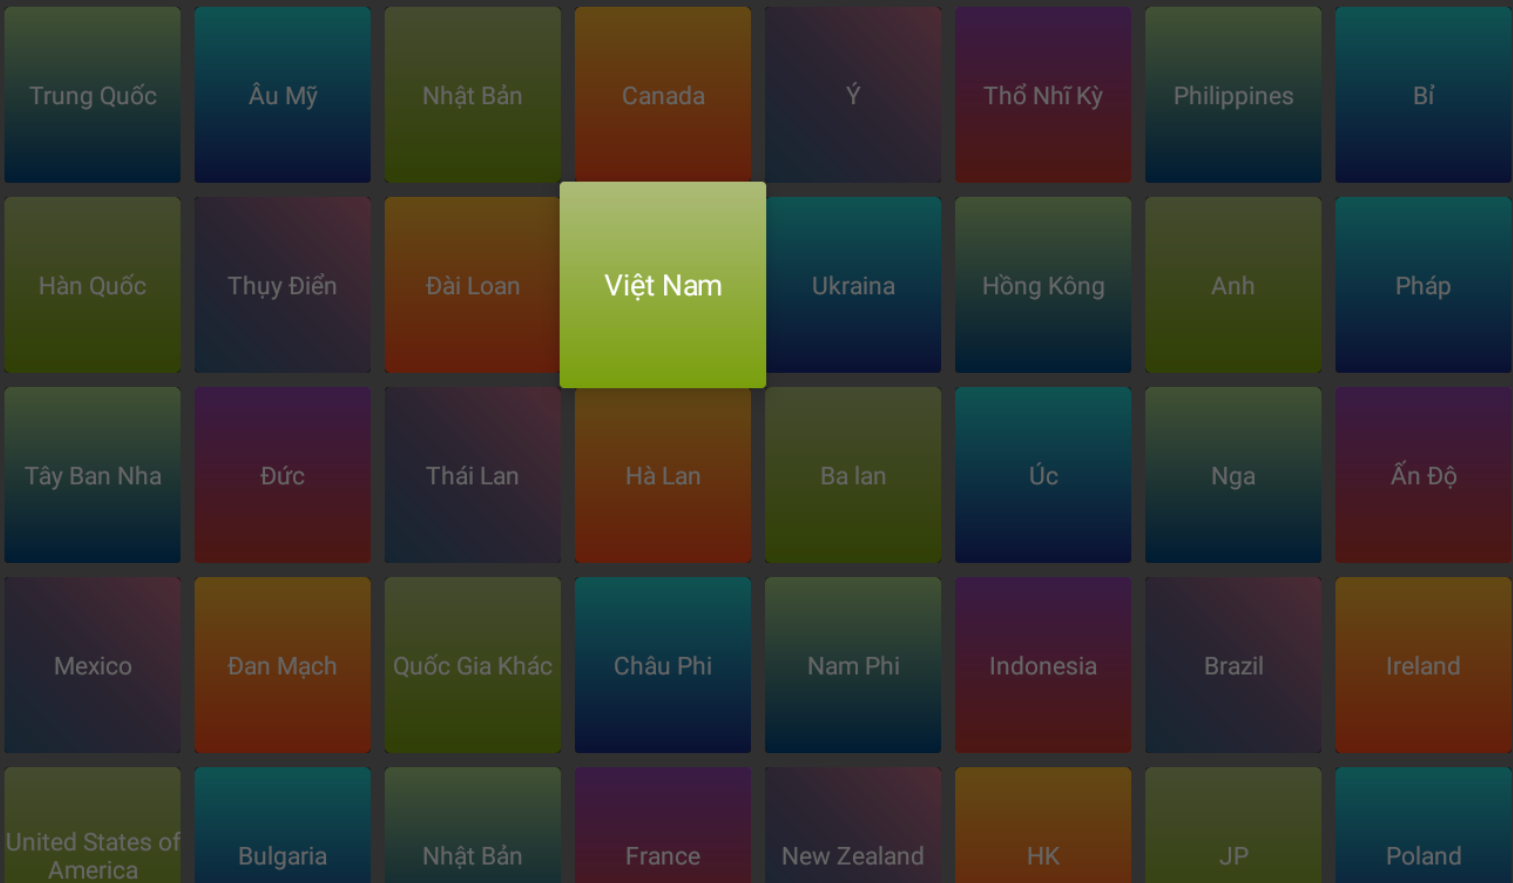 Trung Quốc
Âu Mỹ
Nhật Bản
Canada
Ý
Thổ Nhĩ Kỳ
Philippines
Bỉ
Hàn Quốc
Thụy Điển
Đài Loan
Việt Nam
Ukraina
Hồng Kông
Anh
Pháp
Tây Ban Nha
Đức
Thái Lan
Hà Lan
Ba lan
Úc
Nga
Ấn Độ
Mexico
Đan Mạch
Quốc Gia Khác
Châu Phi
Nam Phi
Indonesia
Brazil
Ireland
United States of
America
Bulgaria
Nhật Bản
France
New Zealand
HK
JP
Poland